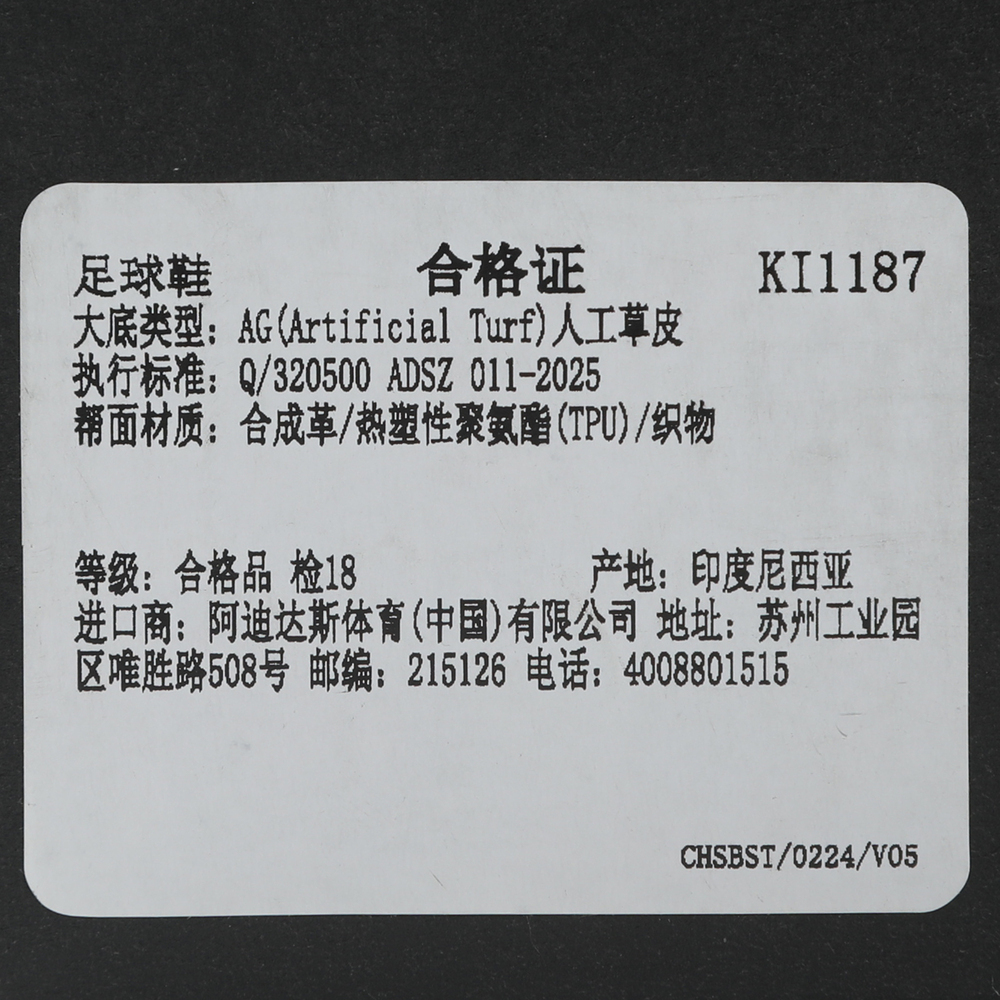 足球鞋 合格证 KI1187
大底类型：AG(Artificial Turf)人工草皮
执行标准：Q/320500 ADSZ 011-2025
帮面材质：合成革/热塑性聚氨酯(TPU)/织物
等级：合格品 检18 产地：印度尼西亚
进口商：阿迪达斯体育(中国)有限公司 地址：苏州工业园
区唯胜路508号 邮编：215126 电话：4008801515
CHSBST/0224/V05